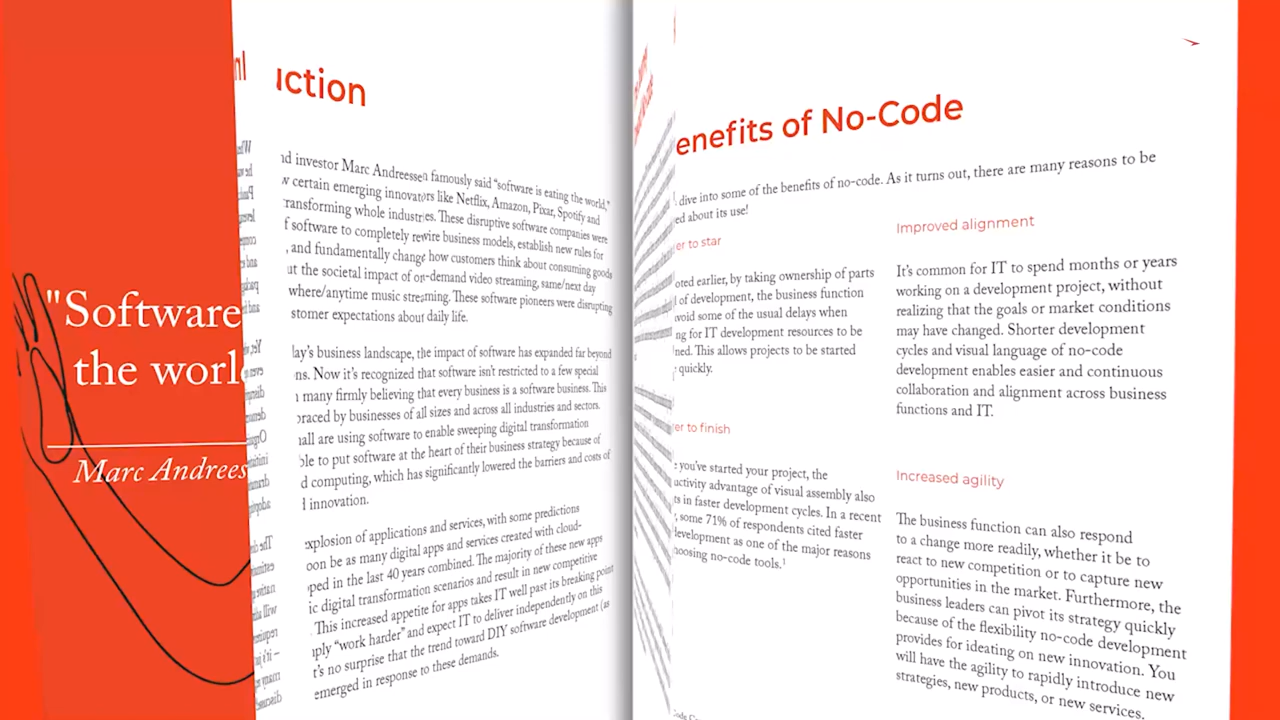 "Software
the worl
Marc Andrees
uction
nd investor Marc Andreessen famously said “software is eating the world,”
w certain emerging innovators like Netflix, Amazon, Pixar, Spotify and
transforming whole industries. These disruptive software companies were
f software to completely rewire business models, establish new rules for
, and fundamentally change how customers think about consuming goods
ut the societal impact of on-demand video streaming, same/next day
where/anytime music streaming. These software pioneers were disrupting
stomer expectations about daily life.
lay’s business landscape, the impact of software has expanded far beyond
ns. Now it’s recognized that software isn’t restricted to a few special
h many firmly believing that every business is a software business. This
braced by businesses of all sizes and across all industries and sectors.
nall are using software to enable sweeping digital transformation
ble to put software at the heart of their business strategy because of
d computing, which has significantly lowered the barriers and costs of
l innovation.
explosion of applications and services, with some predictions
oon be as many digital apps and services created with cloud-
ped in the last 40 years combined. The majority of these new apps
ic digital transformation scenarios and result in new competitive
. This increased appetite for apps takes IT well past its breaking point
ply “work harder” and expect IT to deliver independently on this
t’s no surprise that the trend toward DIY software development (as
emerged in response to these demands.
enefits of No-Code
dive into some of the benefits of no-code. As it turns out, there are many reasons to be
ed about its use!
er to star
oted earlier, by taking ownership of parts
l of development, the business function
void some of the usual delays when
ng for IT development resources to be
ned. This allows projects to be started
quickly.
er to finish
e you’ve started your project, the
uctivity advantage of visual assembly also
ts in faster development cycles. In a recent
, some 71% of respondents cited faster
development as one of the major reasons
hoosing no-code tools.¹
Improved alignment
It’s common for IT to spend months or years
working on a development project, without
realizing that the goals or market conditions
may have changed. Shorter development
cycles and visual language of no-code
development enables easier and continuous
collaboration and alignment across business
functions and IT.
Increased agility
The business function can also respond
to a change more readily, whether it be to
react to new competition or to capture new
opportunities in the market. Furthermore, the
business leaders can pivot its strategy quickly
because of the flexibility no-code development
provides for ideating on new innovation. You
will have the agility to rapidly introduce new
strategies, new products, or new services.